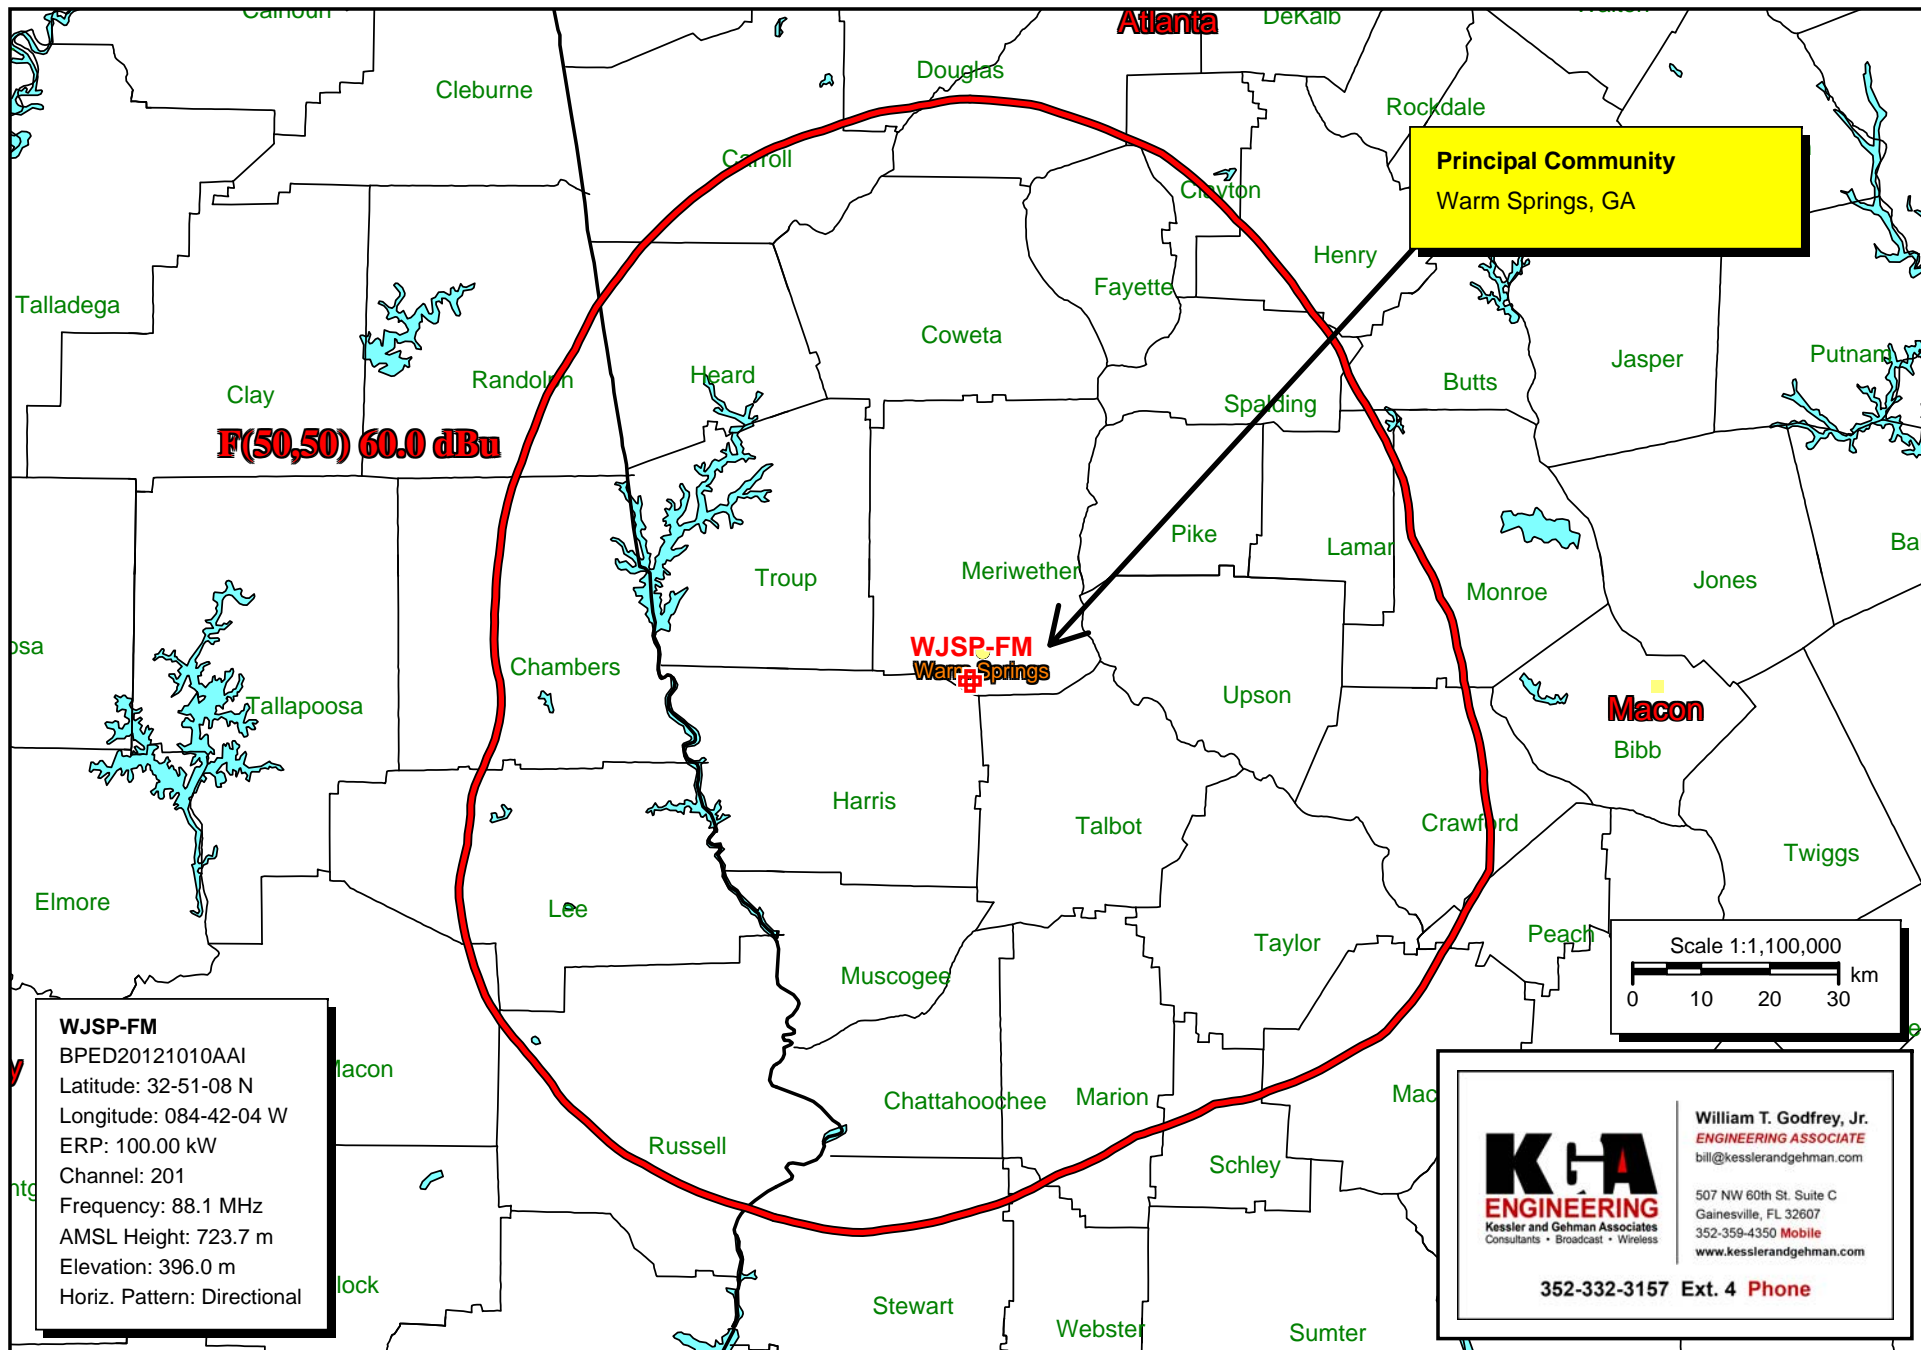 Calhoun
Atlanta
DeKalb
Walton
Douglas
Cleburne
Rockdale
Carroll
Clayton
Principal Community
Warm Springs, GA
Henry
Fayette
Talladega
Coweta
Heard
Randolph
Clay
Spalding
Butts
Jasper
Putnam
F(50,50) 60.0 dBu
Pike
Lamar
Monroe
Jones
Ba
Troup
Meriwether
osa
Chambers
WJSP-FM
Warm Springs
Tallapoosa
Upson
Macon
Bibb
Harris
Talbot
Crawford
Twiggs
Elmore
Lee
Taylor
Peach
Muscogee
Scale 1:1,100,000
km
0 10 20 30
WJSP-FM
BPED20121010AAI
Latitude: 32-51-08 N
Longitude: 084-42-04 W
ERP: 100.00 kW
Channel: 201
Frequency: 88.1 MHz
AMSL Height: 723.7 m
Elevation: 396.0 m
Horiz. Pattern: Directional
y
Macon
ntg
lock
Chattahoochee
Marion
Mac
Russell
Schley
Stewart
Webster
Sumter
KGA
ENGINEERING
Kessler and Gehman Associates
Consultants • Broadcast • Wireless
William T. Godfrey, Jr.
ENGINEERING ASSOCIATE
bill@kesslerandgehman.com
507 NW 60th St. Suite C
Gainesville, FL 32607
352-359-4350 Mobile
www.kesslerandgehman.com
352-332-3157 Ext. 4 Phone